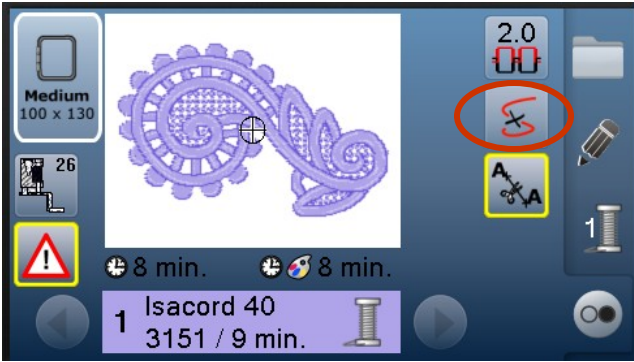 2.0
Medium
100 x 130
26
A A
1
8 min. 8 min.
1 Isacord 40
3151 / 9 min.